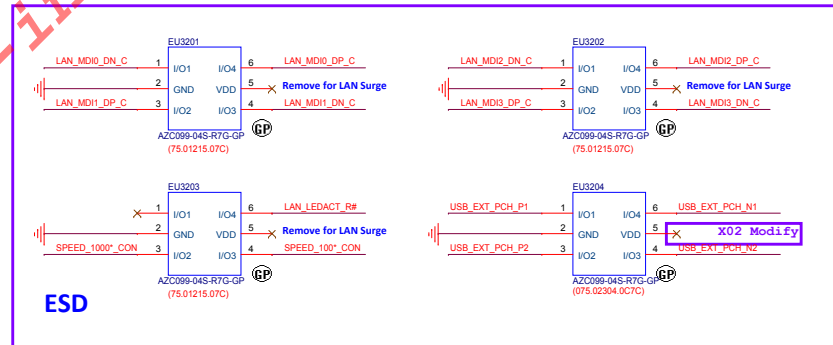 EU3201
LAN_MDI0_DN_C 1 I/O1 I/O4 6 LAN_MDI0_DP_C
2 GND VDD 5 Remove for LAN Surge
LAN_MDI1_DP_C 3 I/O2 I/O3 4 LAN_MDI1_DN_C
AZC099-04S-R7G-GP GP
(75.01215.07C)
EU3202
LAN_MDI2_DN_C 1 I/O1 I/O4 6 LAN_MDI2_DP_C
2 GND VDD 5 Remove for LAN Surge
LAN_MDI3_DP_C 3 I/O2 I/O3 4 LAN_MDI3_DN_C
AZC099-04S-R7G-GP GP
(75.01215.07C)
EU3203
1 I/O1 I/O4 6 LAN_LEDACT_R#
2 GND VDD 5 Remove for LAN Surge
SPEED_1000*_CON 3 I/O2 I/O3 4 SPEED_100*_CON
AZC099-04S-R7G-GP GP
(75.01215.07C)
EU3204
USB_EXT_PCH_P1 1 I/O1 I/O4 6 USB_EXT_PCH_N1
2 GND VDD 5 X02 Modify
USB_EXT_PCH_P2 3 I/O2 I/O3 4 USB_EXT_PCH_N2
AZC099-04S-R7G-GP GP
(075.02304.0C7C)
ESD